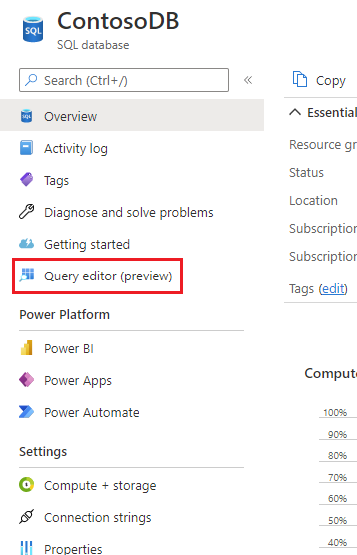 SQL
ContosoDB
SQL database
Search (Ctrl+/)
«
Overview
Activity log
Tags
Diagnose and solve problems
Getting started
Query editor (preview)
Power Platform
Power BI
Power Apps
Power Automate
Settings
Compute + storage
Connection strings
Properties
Copy
Essential
Resource gr
Status
Location
Subscription
Subscription
Tags (edit)
Comput
100%
90%
80%
70%
60%
50%
40%